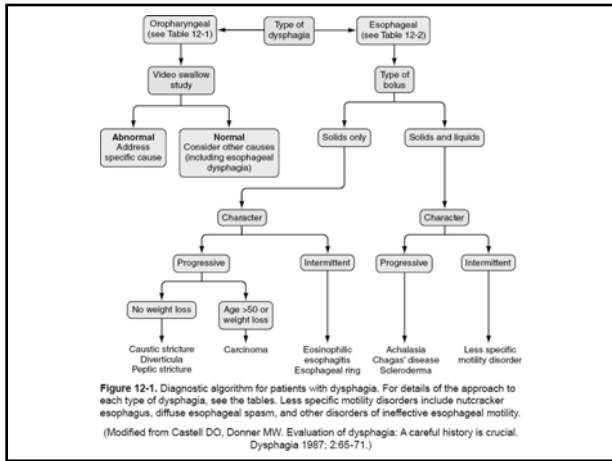 Oropharyngeal
(see Table 12-1)
Type of
dysphagia
Esophageal
(see Table 12-2)
Video swallow
study
Type of
bolus
Abnormal
Address
specific cause
Normal
Consider other causes
(including esophageal
dysphagia)
Solids only
Solids and liquids
Character
Character
Progressive
Intermittent
Progressive
Intermittent
No weight loss
Age >50 or
weight loss
Caustic stricture
Diverticula
Peptic stricture
Carcinoma
Eosinophilic
esophagitis
Esophageal ring
Achalasia
Chagas' disease
Scleroderma
Less specific
motility disorder
Figure 12-1. Diagnostic algorithm for patients with dysphagia. For details of the approach to
each type of dysphagia, see the tables. Less specific motility disorders include nutcracker
esophagus, diffuse esophageal spasm, and other disorders of ineffective esophageal motility.
(Modified from Castell DO, Donner MW. Evaluation of dysphagia: A careful history is crucial.
Dysphagia 1987; 2:65-71.)